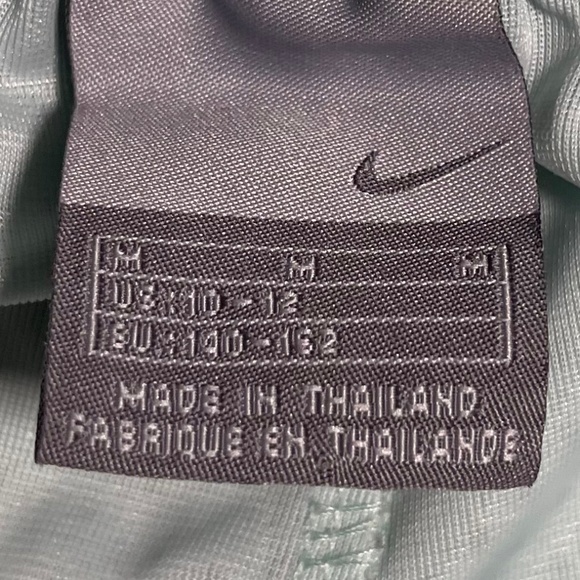 M M M
US : 10 - 12
EU : 140 - 152
MADE IN THAILAND
FABRIQUE EN THAILANDE